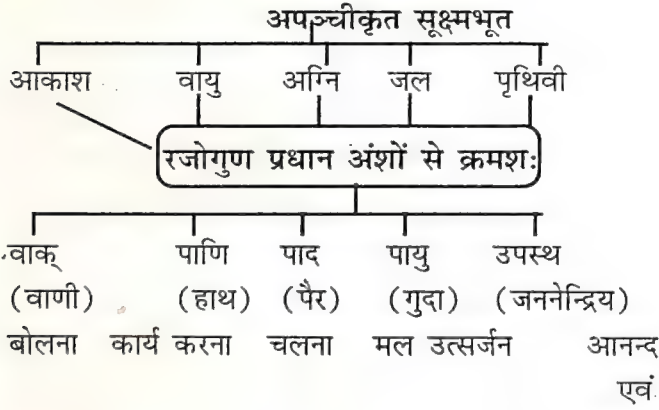 अपञ्चीकृत सूक्ष्मभूत
आकाश वायु अग्नि जल पृथिवी
रजोगुण प्रधान अंशों से क्रमशः
वाक् पाणि पाद पायु उपस्थ
(वाणी) (हाथ) (पैर) (गुदा) (जननेन्द्रिय)
बोलना कार्य करना चलना मल उत्सर्जन आनन्द
एवं